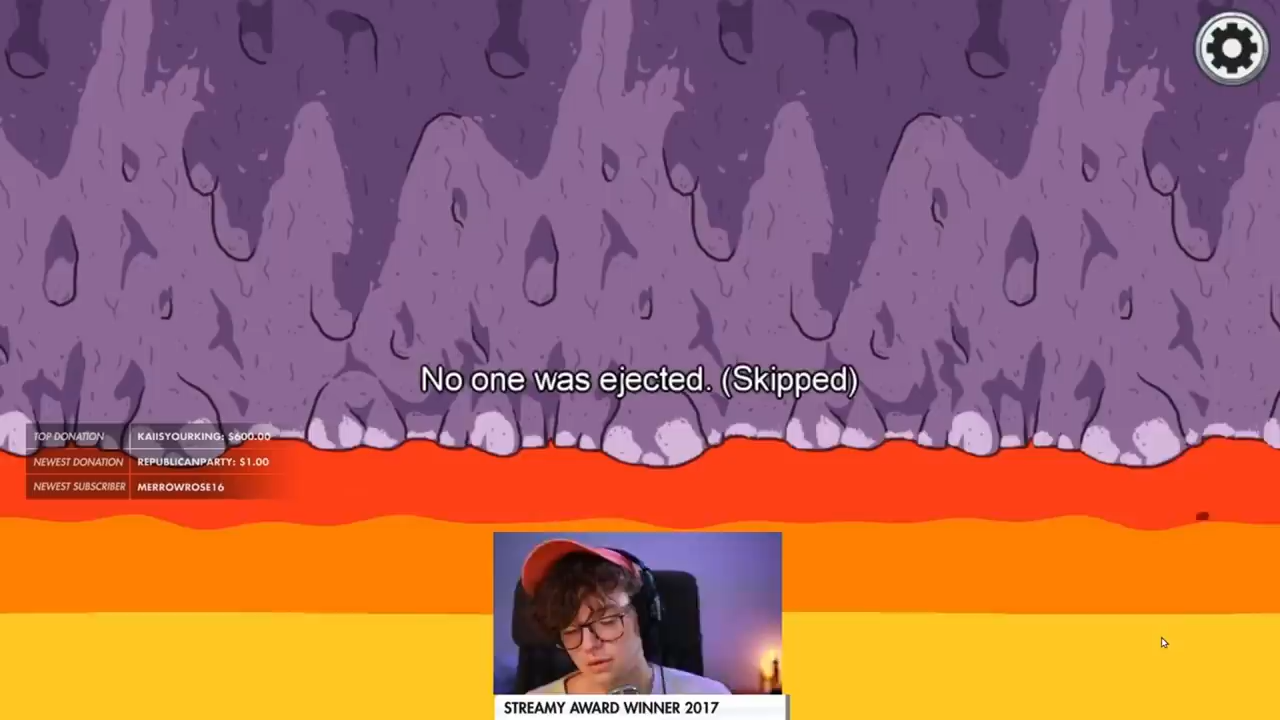 No one was ejected. (Skipped)
TOP DONATION KAIISYOURKING: $600.00
NEWEST DONATION REPUBLICANPARTY: $1.00
NEWEST SUBSCRIBER MERROWROSE16
STREAMY AWARD WINNER 2017